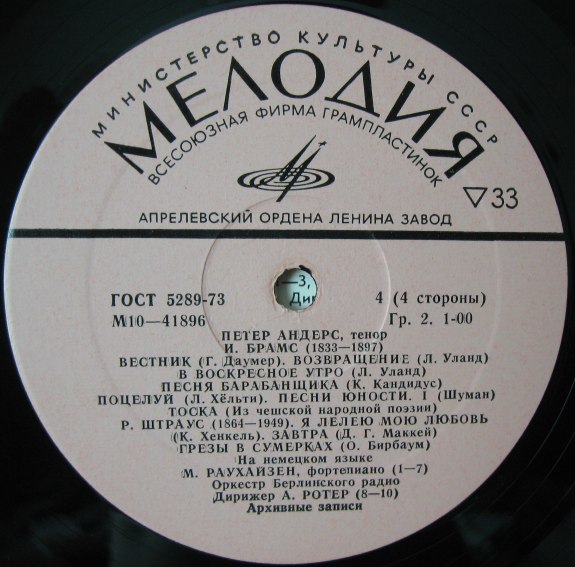 МИНИСТЕРСТВО КУЛЬТУРЫ СССР
МЕЛОДИЯ
ВСЕСОЮЗНАЯ ФИРМА ГРАМПЛАСТИНОК
▽33
АПРЕЛЕВСКИЙ ОРДЕНА ЛЕНИНА ЗАВОД
—3,
Ди
ГОСТ 5289-73
4 (4 стороны)
М10—41896
Гр. 2. 1-00
ПЕТЕР АНДЕРС, тенор
И. БРАМС (1833—1897)
ВЕСТНИК (Г. Даумер). ВОЗВРАЩЕНИЕ (Л. Уланд)
В ВОСКРЕСНОЕ УТРО (Л. Уланд)
ПЕСНЯ БАРАБАНЩИКА (К. Кандидус)
ПОЦЕЛУЙ (Л. Хёльти). ПЕСНИ ЮНОСТИ. I (Шуман)
ТОСКА (Из чешской народной поэзии)
Р. ШТРАУС (1864—1949). Я ЛЕЛЕЮ МОЮ ЛЮБОВЬ
(К. Хенкель). ЗАВТРА (Д. Г. Маккей)
ГРЕЗЫ В СУМЕРКАХ (О. Бирбаум)
На немецком языке
М. РАУХАЙЗЕН, фортепиано (1—7)
Оркестр Берлинского радио
Дирижер А. РОТЕР (8—10)
Архивные записи